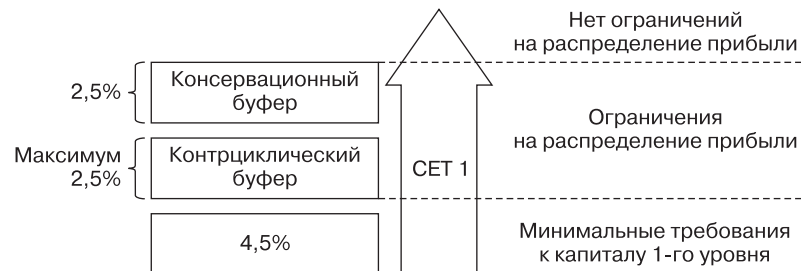 Нет ограничений
на распределение прибыли
2,5%
Консервационный
буфер
Ограничения
на распределение прибыли
Максимум
2,5%
Контрциклический
буфер
СЕТ 1
4,5%
Минимальные требования
к капиталу 1-го уровня